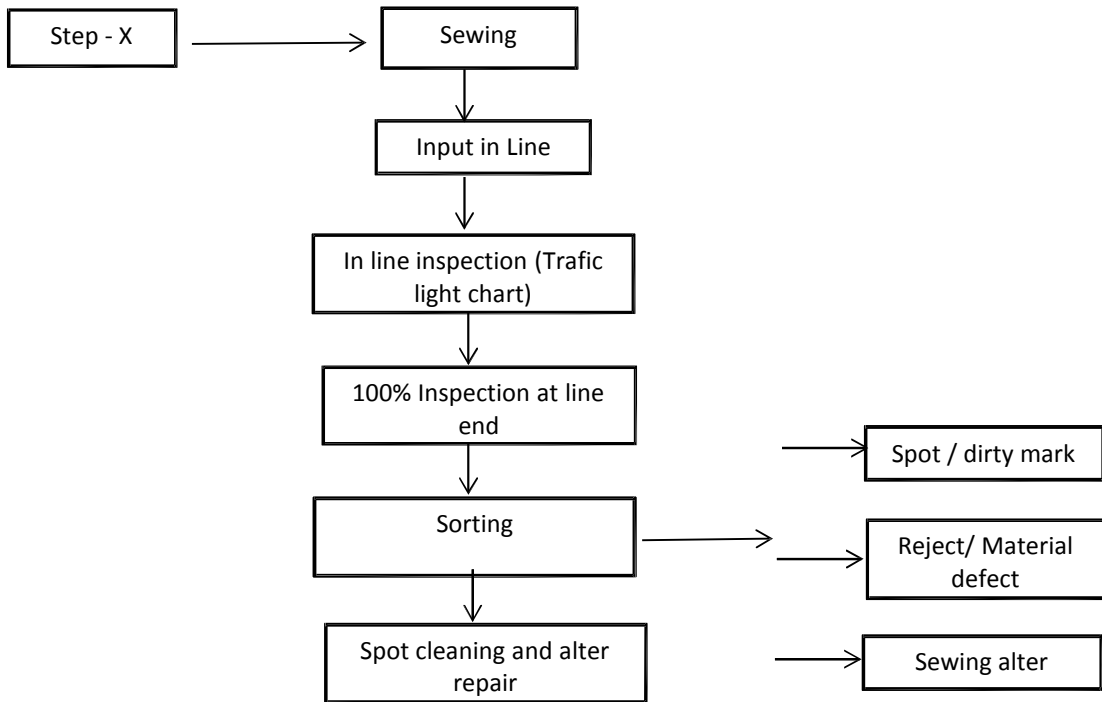 Step - X
Sewing
Input in Line
In line inspection (Trafic
light chart)
100% Inspection at line
end
Sorting
Spot / dirty mark
Reject/ Material
defect
Spot cleaning and alter
repair
Sewing alter